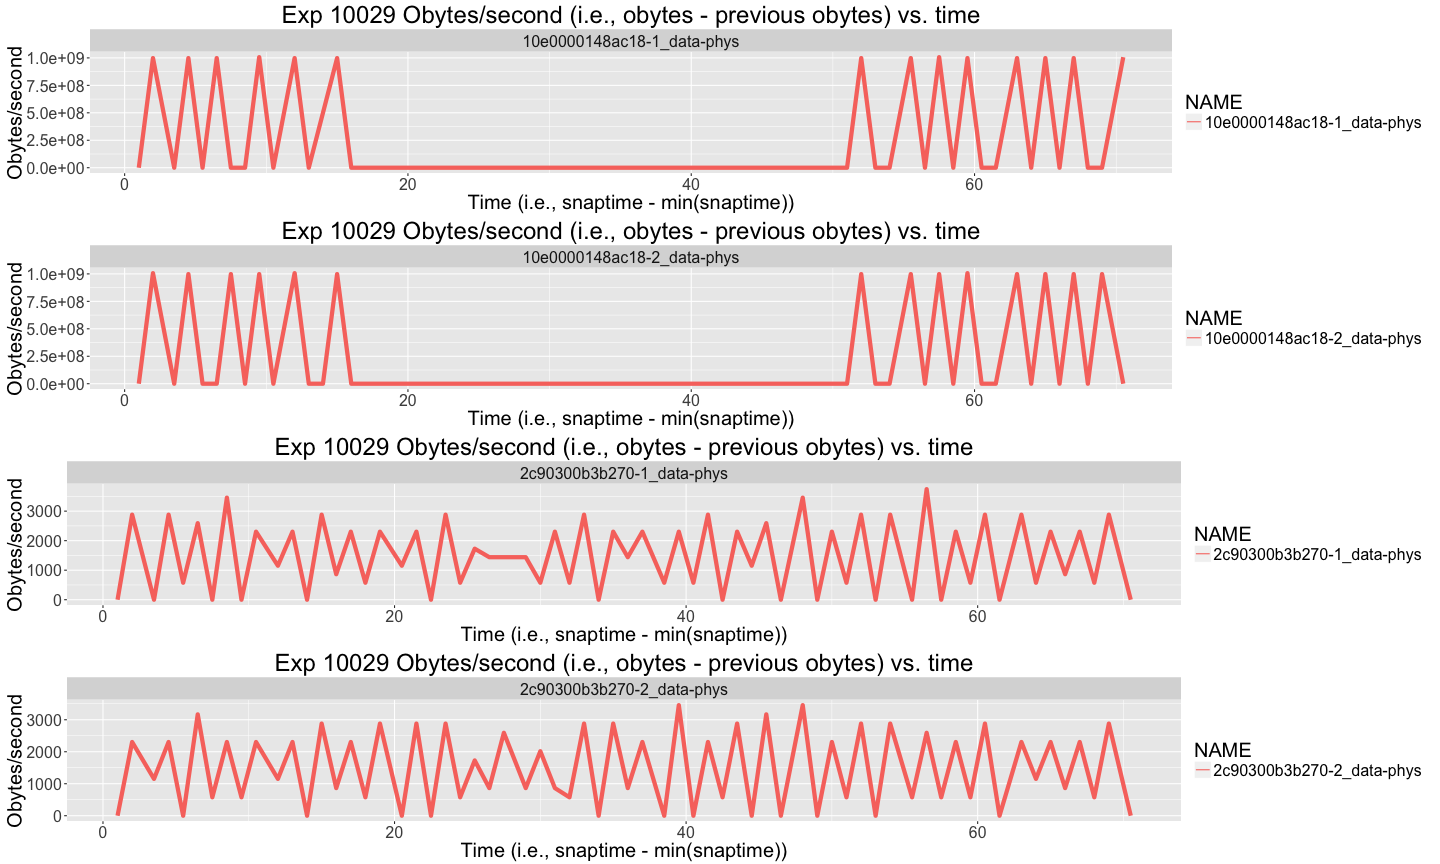 Exp 10029 Obytes/second (i.e., obytes - previous obytes) vs. time
10e0000148ac18-1_data-phys
Obytes/second
1.0e+09
7.5e+08
5.0e+08
2.5e+08
0.0e+00
0 20 40 60
Time (i.e., snaptime - min(snaptime))
NAME
10e0000148ac18-1_data-phys
Exp 10029 Obytes/second (i.e., obytes - previous obytes) vs. time
10e0000148ac18-2_data-phys
Obytes/second
1.0e+09
7.5e+08
5.0e+08
2.5e+08
0.0e+00
0 20 40 60
Time (i.e., snaptime - min(snaptime))
NAME
10e0000148ac18-2_data-phys
Exp 10029 Obytes/second (i.e., obytes - previous obytes) vs. time
2c90300b3b270-1_data-phys
Obytes/second
3000
2000
1000
0
0 20 40 60
Time (i.e., snaptime - min(snaptime))
NAME
2c90300b3b270-1_data-phys
Exp 10029 Obytes/second (i.e., obytes - previous obytes) vs. time
2c90300b3b270-2_data-phys
Obytes/second
3000
2000
1000
0
0 20 40 60
Time (i.e., snaptime - min(snaptime))
NAME
2c90300b3b270-2_data-phys